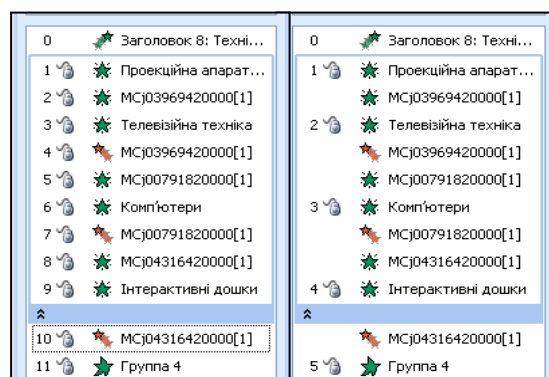 0 Заголовок 8: Техні...
1 Проекційна апарат...
2 MCj03969420000[1]
3 Телевізійна техніка
4 MCj03969420000[1]
5 MCj00791820000[1]
6 Комп'ютери
7 MCj00791820000[1]
8 MCj04316420000[1]
9 Інтерактивні дошки
10 MCj04316420000[1]
11 Группа 4
0 Заголовок 8: Техні...
1 Проекційна апарат...
MCj03969420000[1]
2 Телевізійна техніка
MCj03969420000[1]
MCj00791820000[1]
3 Комп'ютери
MCj00791820000[1]
MCj04316420000[1]
4 Інтерактивні дошки
MCj04316420000[1]
5 Группа 4